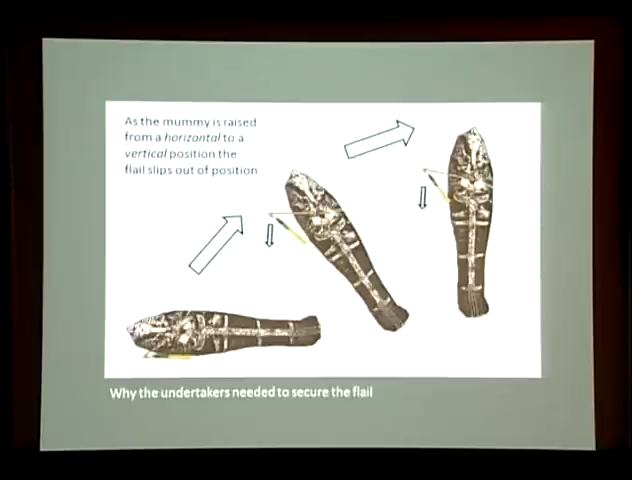 As the mummy is raised
from a horizontal to a
vertical position the
flail slips out of position
Why the undertakers needed to secure the flail